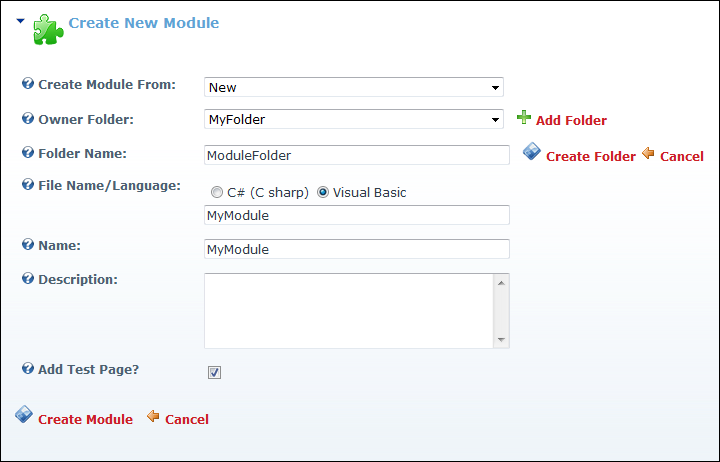 Create New Module
Create Module From: New
Owner Folder: MyFolder Add Folder
Folder Name: ModuleFolder Create Folder Cancel
File Name/Language: C# (C sharp) Visual Basic
MyModule
Name: MyModule
Description:
Add Test Page?
Create Module Cancel